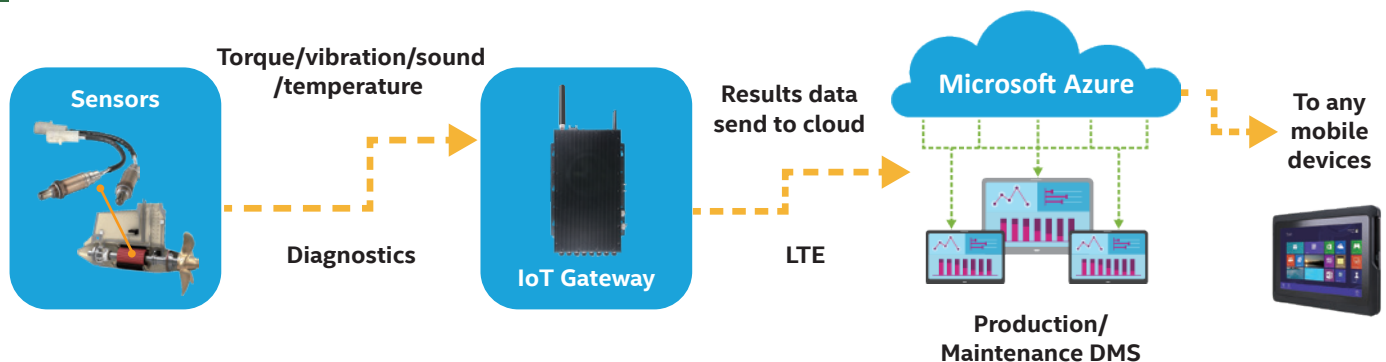 Sensors
Torque/vibration/sound
/temperature
Diagnostics
IoT Gateway
Results data
send to cloud
LTE
Microsoft Azure
Production/
Maintenance DMS
To any
mobile
devices